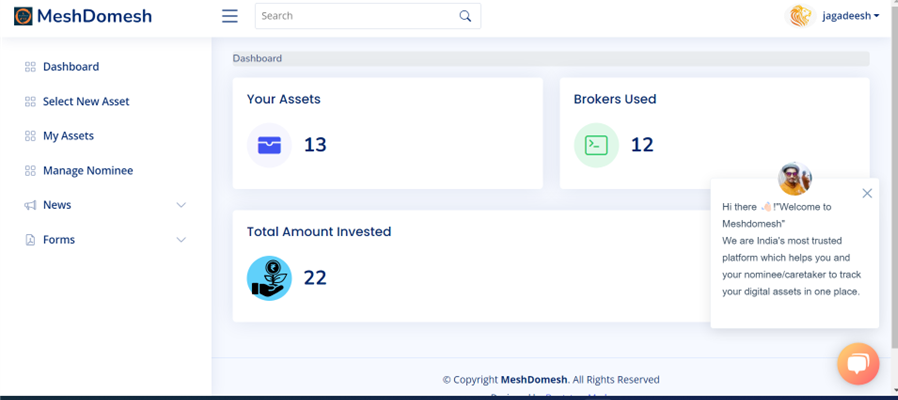 MeshDomesh
Search
jagadeesh
Dashboard
Select New Asset
My Assets
Manage Nominee
News
Forms
Dashboard
Your Assets
13
Brokers Used
12
Total Amount Invested
22
Hi there 👋🏻!"Welcome to
Meshdomesh"
We are India's most trusted
platform which helps you and
your nominee/caretaker to track
your digital assets in one place.
© Copyright MeshDomesh. All Rights Reserved